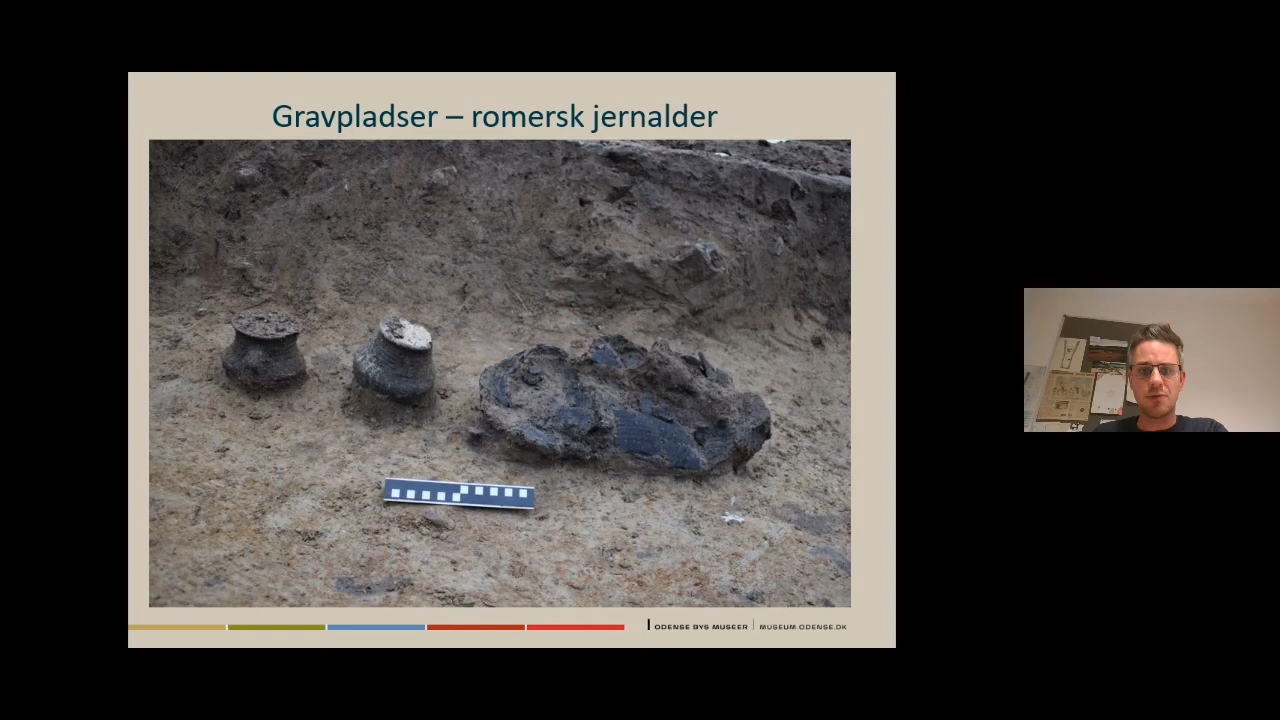 Gravpladser – romersk jernalder
ODENSE BYS MUSEER | MUSEUM.ODENSE.DK